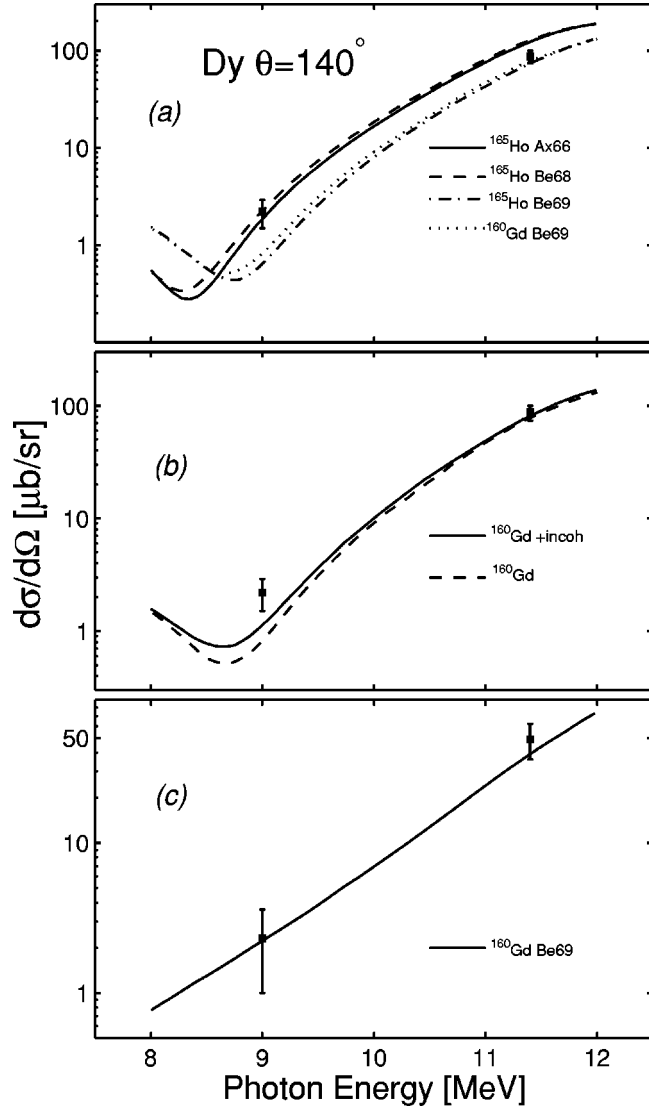 Dy θ=140°
(a)
100
10
1
¹⁶⁵Ho Ax66
¹⁶⁵Ho Be68
¹⁶⁵Ho Be69
¹⁶⁰Gd Be69
(b)
100
10
1
¹⁶⁰Gd +incoh
¹⁶⁰Gd
dσ/dΩ [μb/sr]
(c)
50
10
1
¹⁶⁰Gd Be69
8 9 10 11 12
Photon Energy [MeV]